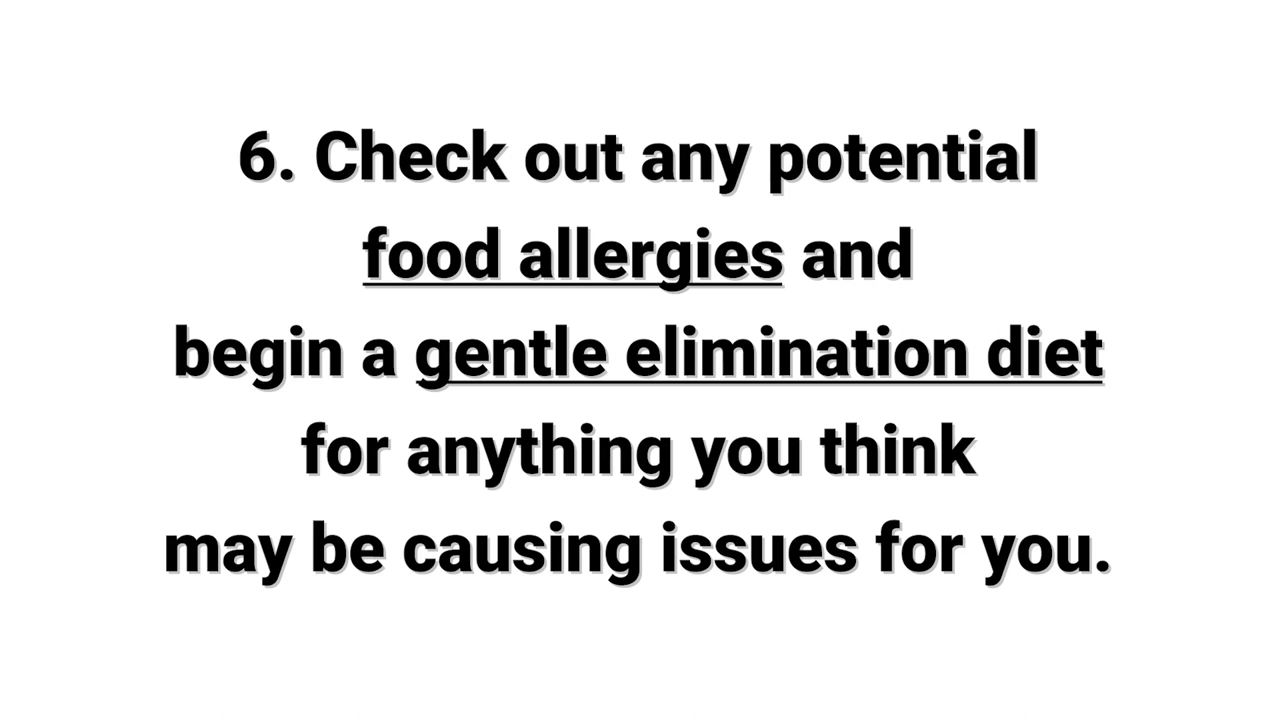 6. Check out any potential
food allergies and
begin a gentle elimination diet
for anything you think
may be causing issues for you.